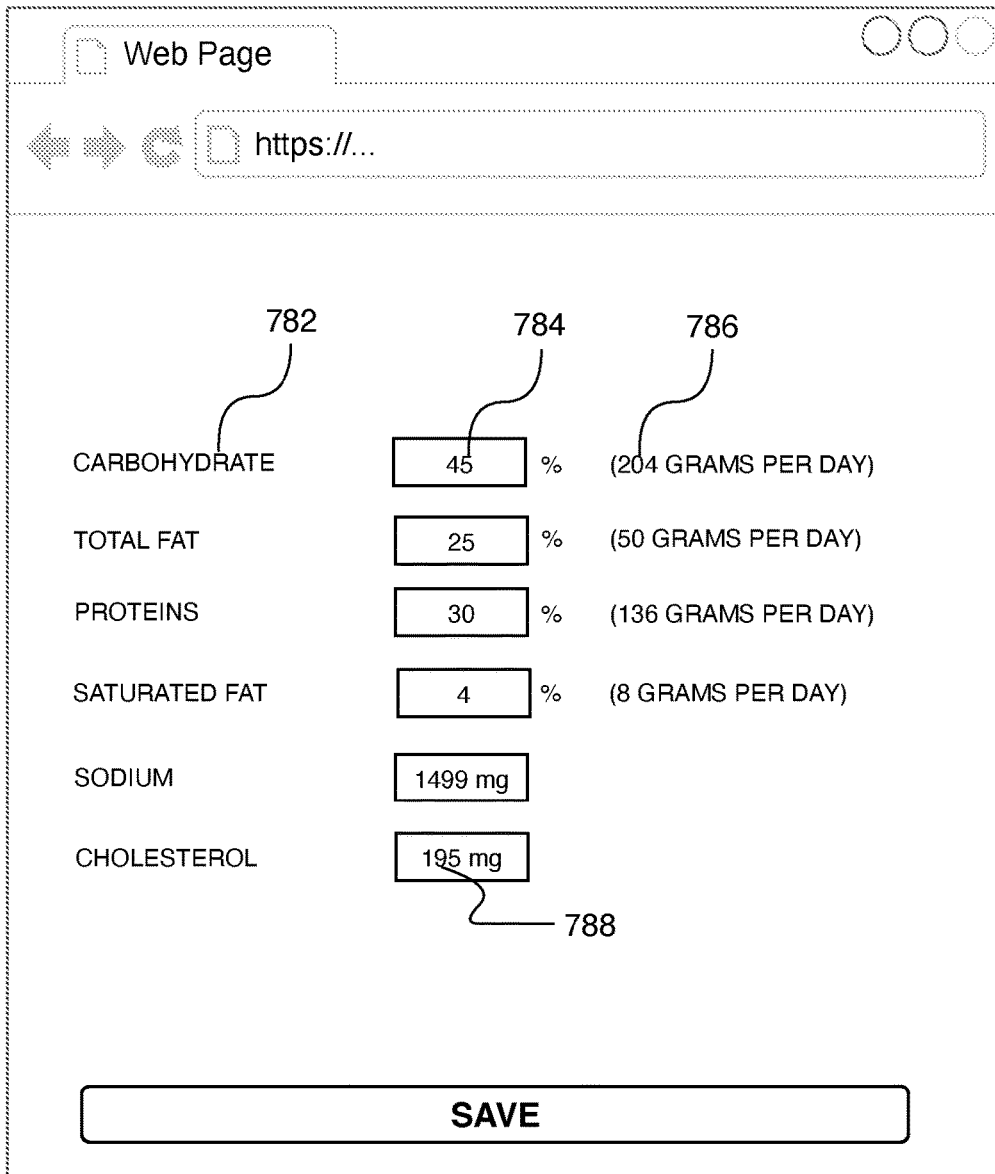 Web Page
https://...
782 784 786
CARBOHYDRATE 45 % (204 GRAMS PER DAY)
TOTAL FAT 25 % (50 GRAMS PER DAY)
PROTEINS 30 % (136 GRAMS PER DAY)
SATURATED FAT 4 % (8 GRAMS PER DAY)
SODIUM 1499 mg
CHOLESTEROL 195 mg
788
SAVE